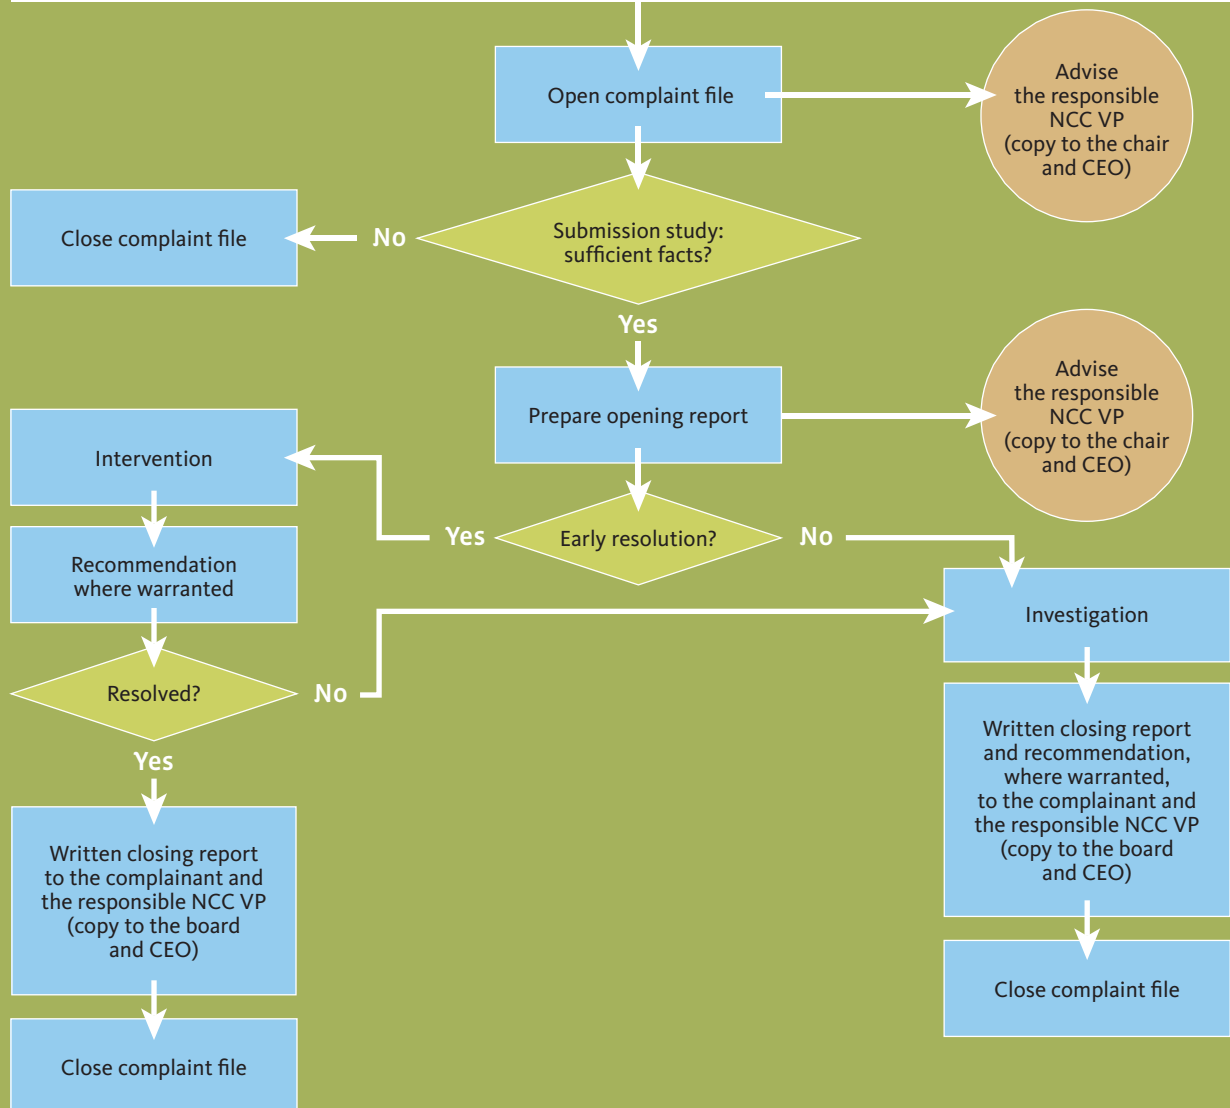 Open complaint file
Advise
the responsible
NCC VP
(copy to the chair
and CEO)
Close complaint file
No
Submission study:
sufficient facts?
Yes
Prepare opening report
Advise
the responsible
NCC VP
(copy to the chair
and CEO)
Intervention
Yes
Early resolution?
No
Recommendation
where warranted
Investigation
Resolved?
No
Yes
Written closing report
and recommendation,
where warranted,
to the complainant and
the responsible NCC VP
(copy to the board
and CEO)
Written closing report
to the complainant and
the responsible NCC VP
(copy to the board
and CEO)
Close complaint file
Close complaint file